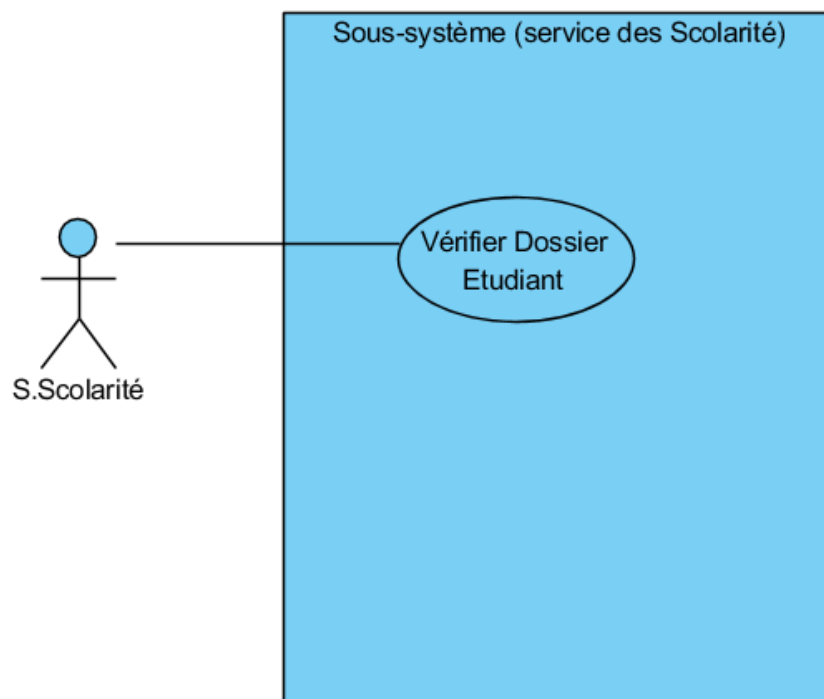 Sous-système (service des Scolarité)
Vérifier Dossier
Etudiant
S.Scolarité